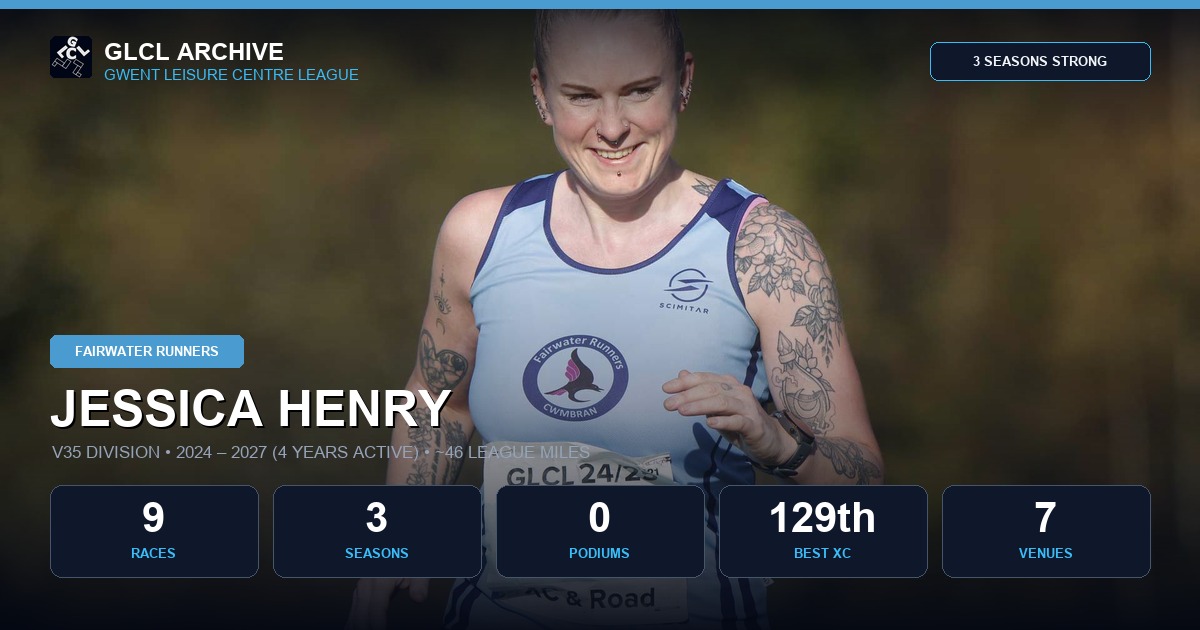 GLCL ARCHIVE
GWENT LEISURE CENTRE LEAGUE
3 SEASONS STRONG
SCIMITAR
Fairwater Runners
CWMBRAN
FAIRWATER RUNNERS
JESSICA HENRY
V35 DIVISION • 2024 – 2027 (4 YEARS ACTIVE) • ~46 LEAGUE MILES
GLCL 24/25
9
RACES
3
SEASONS
0
PODIUMS
129th
BEST XC
7
VENUES
XC & Road